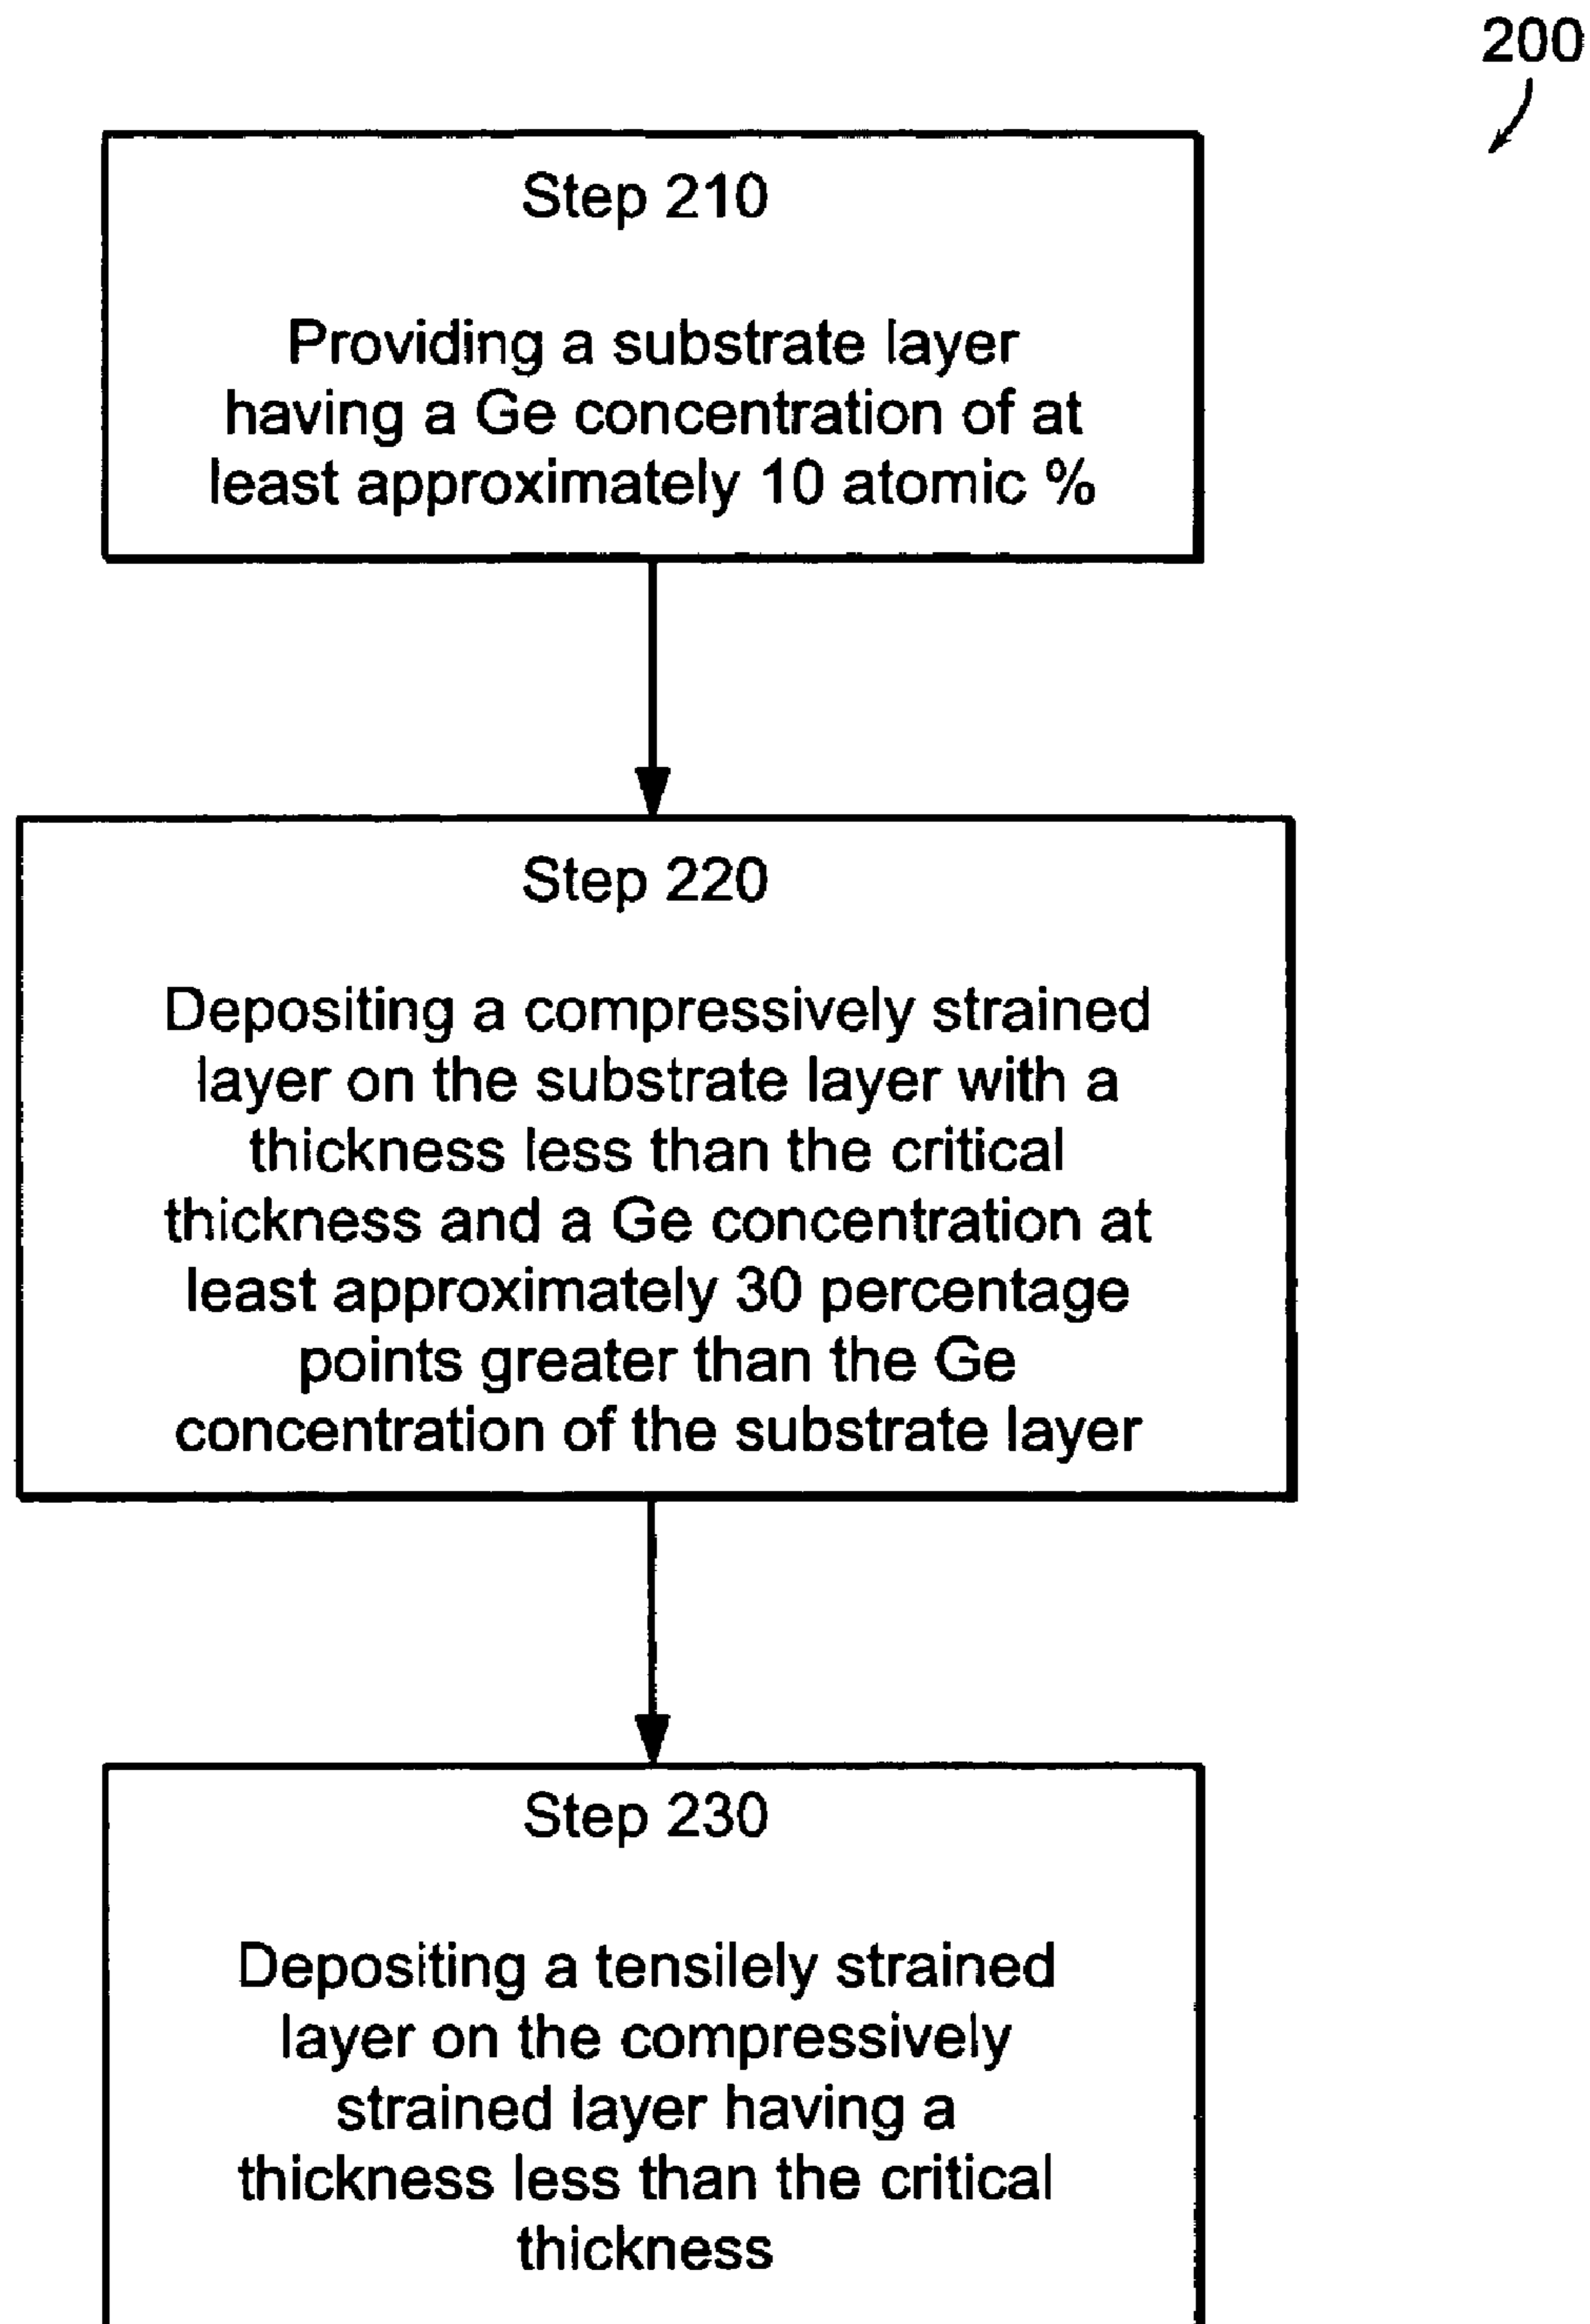 200
Step 210
Providing a substrate layer
having a Ge concentration of at
least approximately 10 atomic %
Step 220
Depositing a compressively strained
layer on the substrate layer with a
thickness less than the critical
thickness and a Ge concentration at
least approximately 30 percentage
points greater than the Ge
concentration of the substrate layer
Step 230
Depositing a tensilely strained
layer on the compressively
strained layer having a
thickness less than the critical
thickness